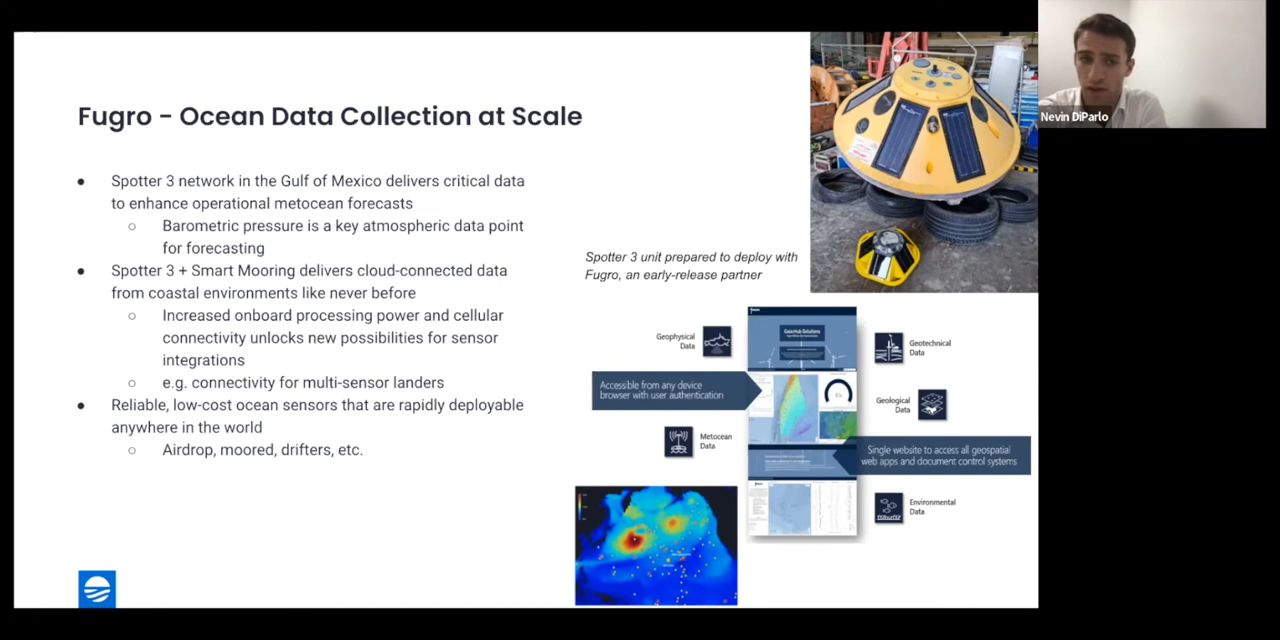 Nevin DiParlo
Fugro - Ocean Data Collection at Scale
● Spotter 3 network in the Gulf of Mexico delivers critical data
to enhance operational metocean forecasts
○ Barometric pressure is a key atmospheric data point
for forecasting
● Spotter 3 + Smart Mooring delivers cloud-connected data
from coastal environments like never before
○ Increased onboard processing power and cellular
connectivity unlocks new possibilities for sensor
integrations
○ e.g. connectivity for multi-sensor landers
● Reliable, low-cost ocean sensors that are rapidly deployable
anywhere in the world
○ Airdrop, moored, drifters, etc.
Spotter 3 unit prepared to deploy with
Fugro, an early-release partner
Geophysical
Data
Geotechnical
Data
Accessible from any device
browser with user authentication
Geological
Data
Metocean
Data
Single website to access all geospatial
web apps and document control systems
Environmental
Data